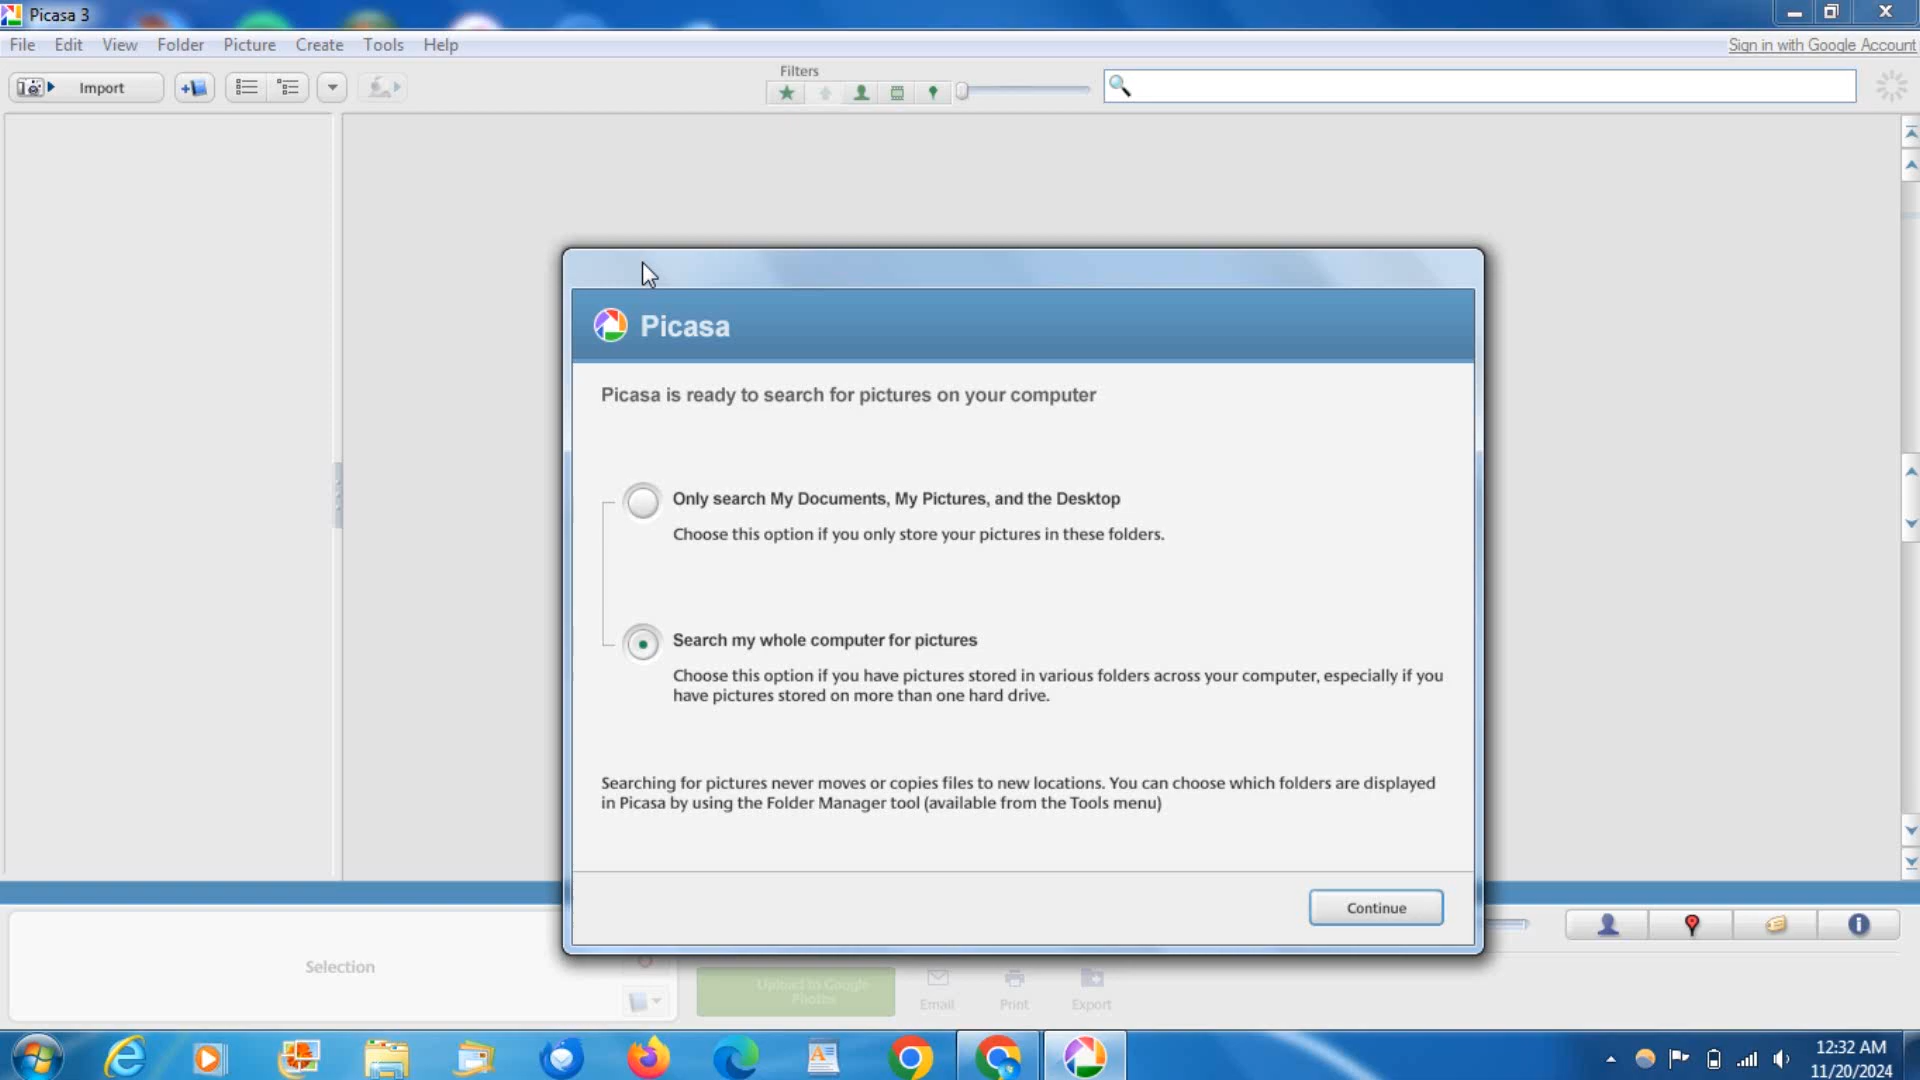 Picasa 3
File Edit View Folder Picture Create Tools Help
Sign in with Google Account
Import
Filters
Picasa
Picasa is ready to search for pictures on your computer
Only search My Documents, My Pictures, and the Desktop
Choose this option if you only store your pictures in these folders.
Search my whole computer for pictures
Choose this option if you have pictures stored in various folders across your computer, especially if you
have pictures stored on more than one hard drive.
Searching for pictures never moves or copies files to new locations. You can choose which folders are displayed
in Picasa by using the Folder Manager tool (available from the Tools menu)
Continue
Selection
Upload to Google
Photos
Email
Print
Export
12:32 AM
11/20/2024